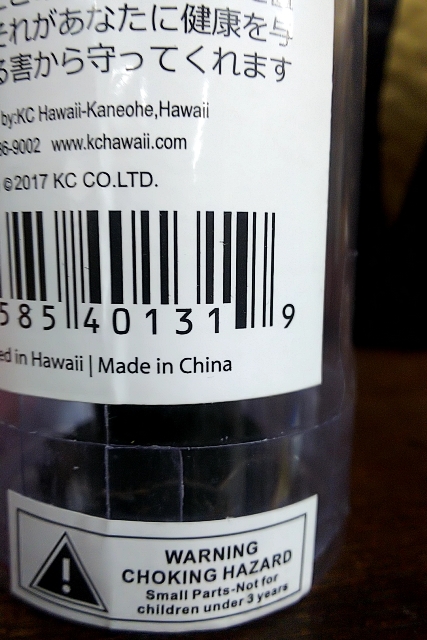 それがあなたに健康を与
る害から守ってくれます
by:KC Hawaii-Kaneohe,Hawaii
86-9002 www.kchawaii.com
©2017 KC CO.LTD.
585 40131 9
ed in Hawaii | Made in China
WARNING
CHOKING HAZARD
Small Parts-Not for
children under 3 years